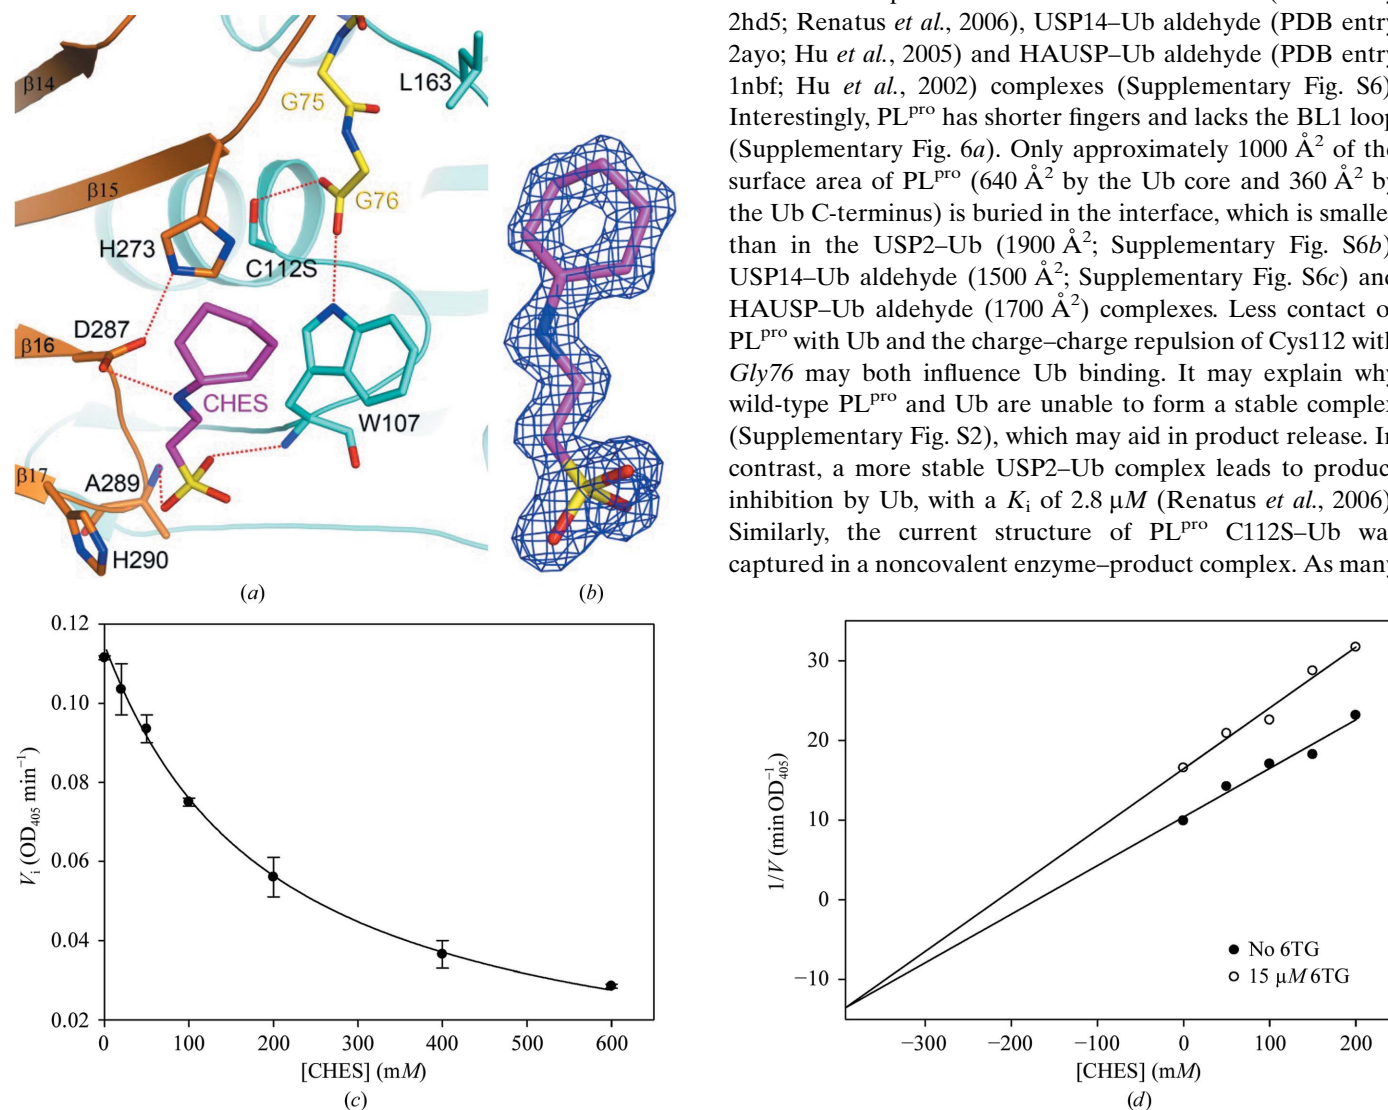 β14
L163
G75
β15
G76
H273
C112S
D287
β16
CHES
W107
β17
A289
H290
(a)
(b)
2hd5; Renatus et al., 2006), USP14–Ub aldehyde (PDB entry
2ayo; Hu et al., 2005) and HAUSP–Ub aldehyde (PDB entry
1nbf; Hu et al., 2002) complexes (Supplementary Fig. S6)
Interestingly, PLpro has shorter fingers and lacks the BL1 loop
(Supplementary Fig. 6a). Only approximately 1000 Å2 of the
surface area of PLpro (640 Å2 by the Ub core and 360 Å2 by
the Ub C-terminus) is buried in the interface, which is smalle
than in the USP2–Ub (1900 Å2; Supplementary Fig. S6b)
USP14–Ub aldehyde (1500 Å2; Supplementary Fig. S6c) and
HAUSP–Ub aldehyde (1700 Å2) complexes. Less contact o
PLpro with Ub and the charge–charge repulsion of Cys112 with
Gly76 may both influence Ub binding. It may explain why
wild-type PLpro and Ub are unable to form a stable complex
(Supplementary Fig. S2), which may aid in product release. In
contrast, a more stable USP2–Ub complex leads to produc
inhibition by Ub, with a Ki of 2.8 μM (Renatus et al., 2006)
Similarly, the current structure of PLpro C112S–Ub wa
captured in a noncovalent enzyme–product complex. As many
0.12
0.10
0.08
0.06
0.04
0.02
Vi (OD405 min−1)
0 100 200 300 400 500 600
[CHES] (mM)
(c)
30
20
10
0
−10
1/V (min OD−1405)
No 6TG
15 μM 6TG
−300 −200 −100 0 100 200
[CHES] (mM)
(d)